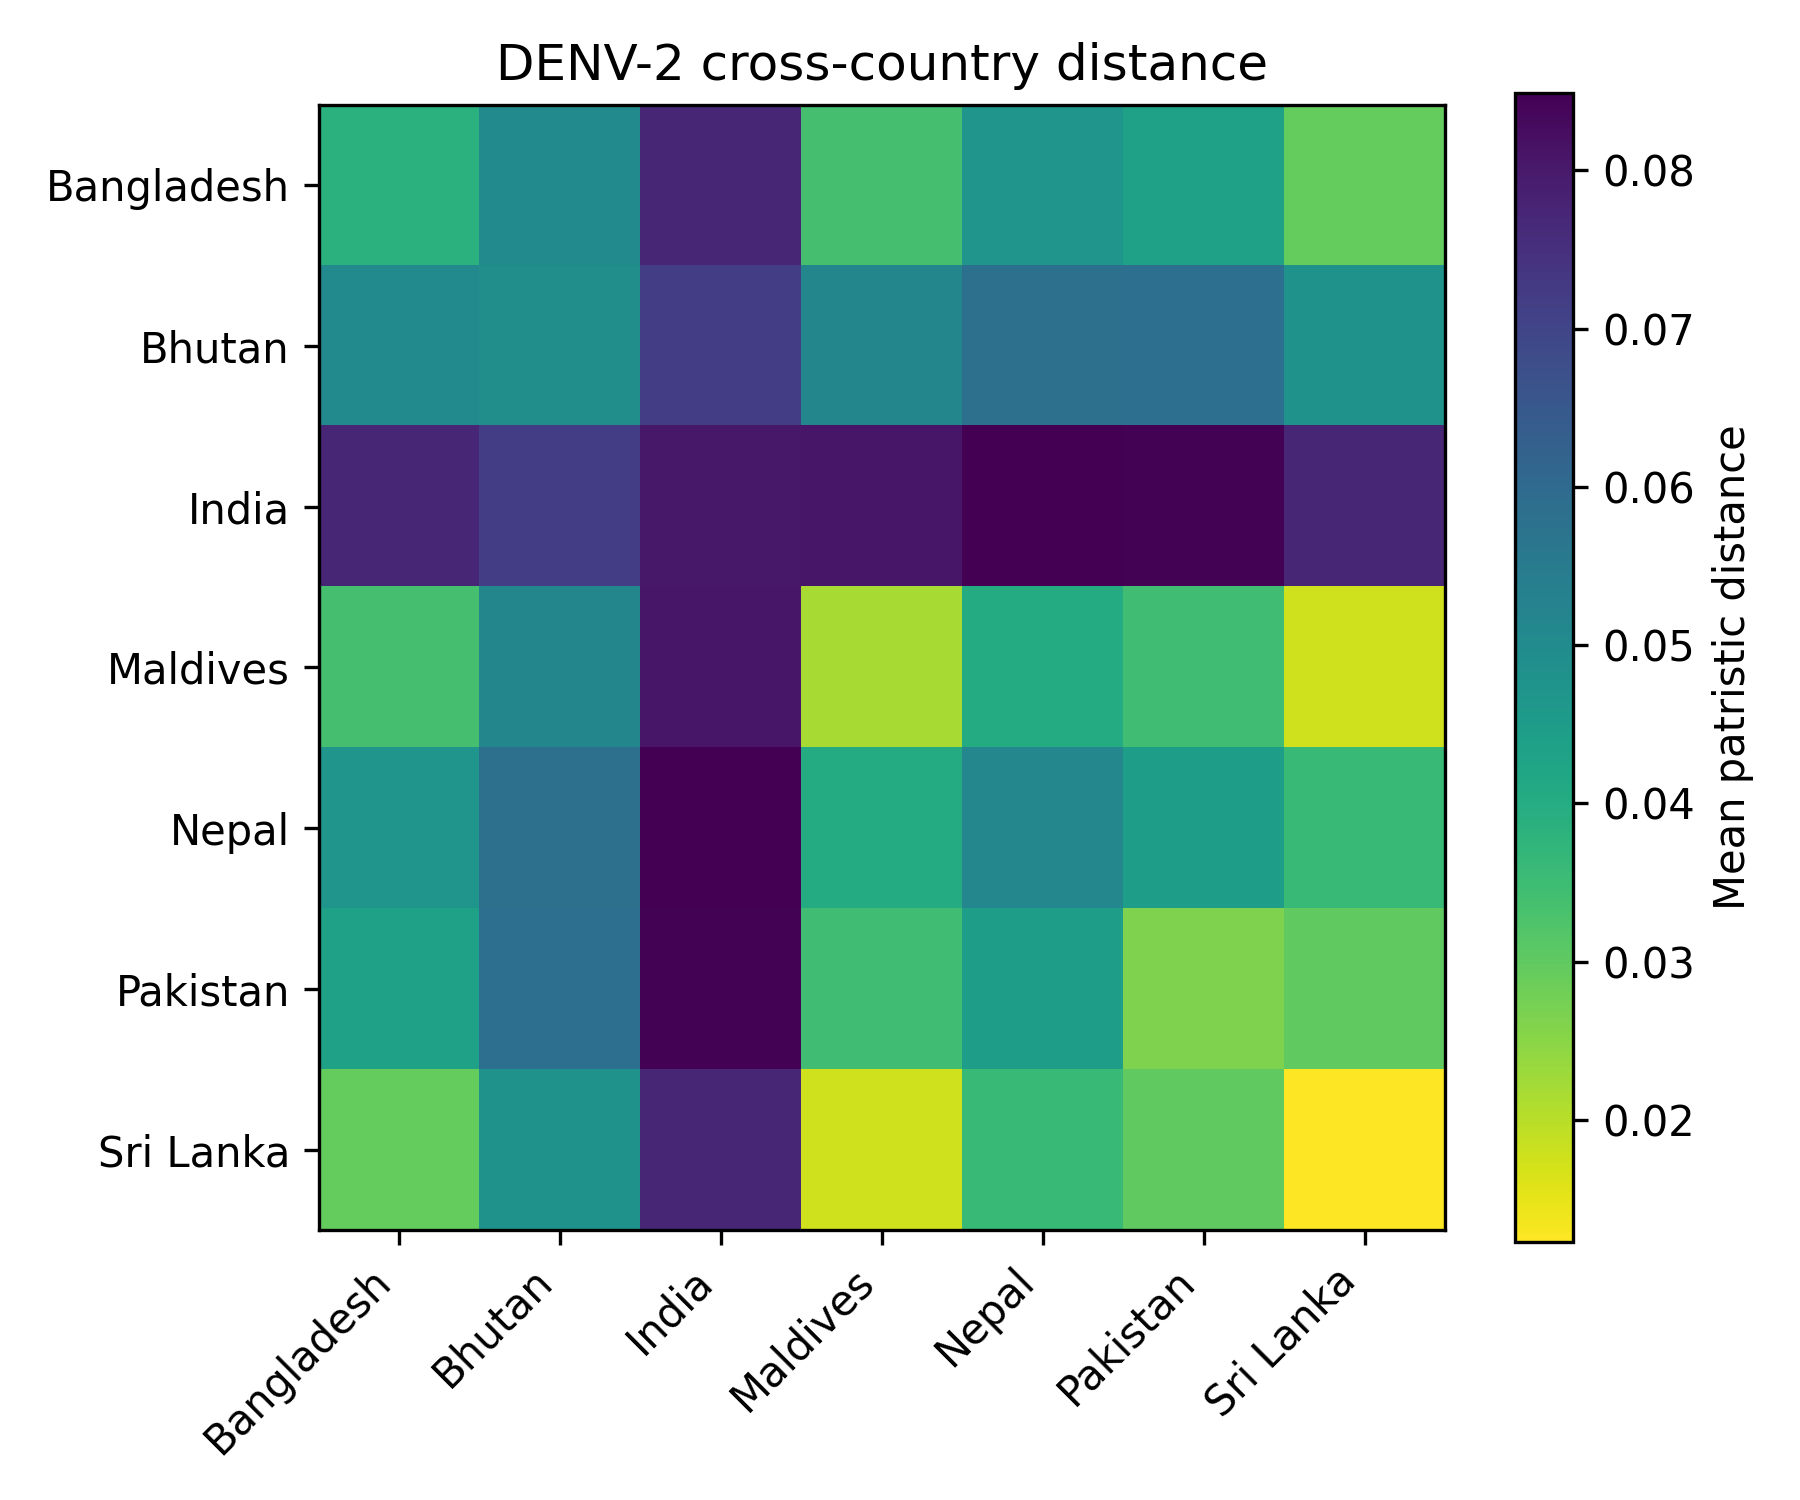 DENV-2 cross-country distance
Bangladesh
Bhutan
India
Maldives
Nepal
Pakistan
Sri Lanka
Bangladesh
Bhutan
India
Maldives
Nepal
Pakistan
Sri Lanka
0.08
0.07
0.06
0.05
0.04
0.03
0.02
Mean patristic distance